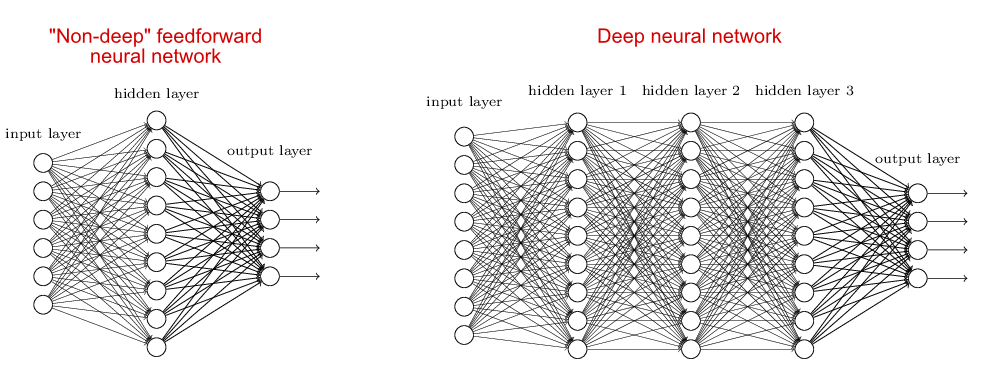 "Non-deep" feedforward
neural network
hidden layer
input layer
output layer
Deep neural network
hidden layer 1 hidden layer 2 hidden layer 3
input layer
output layer